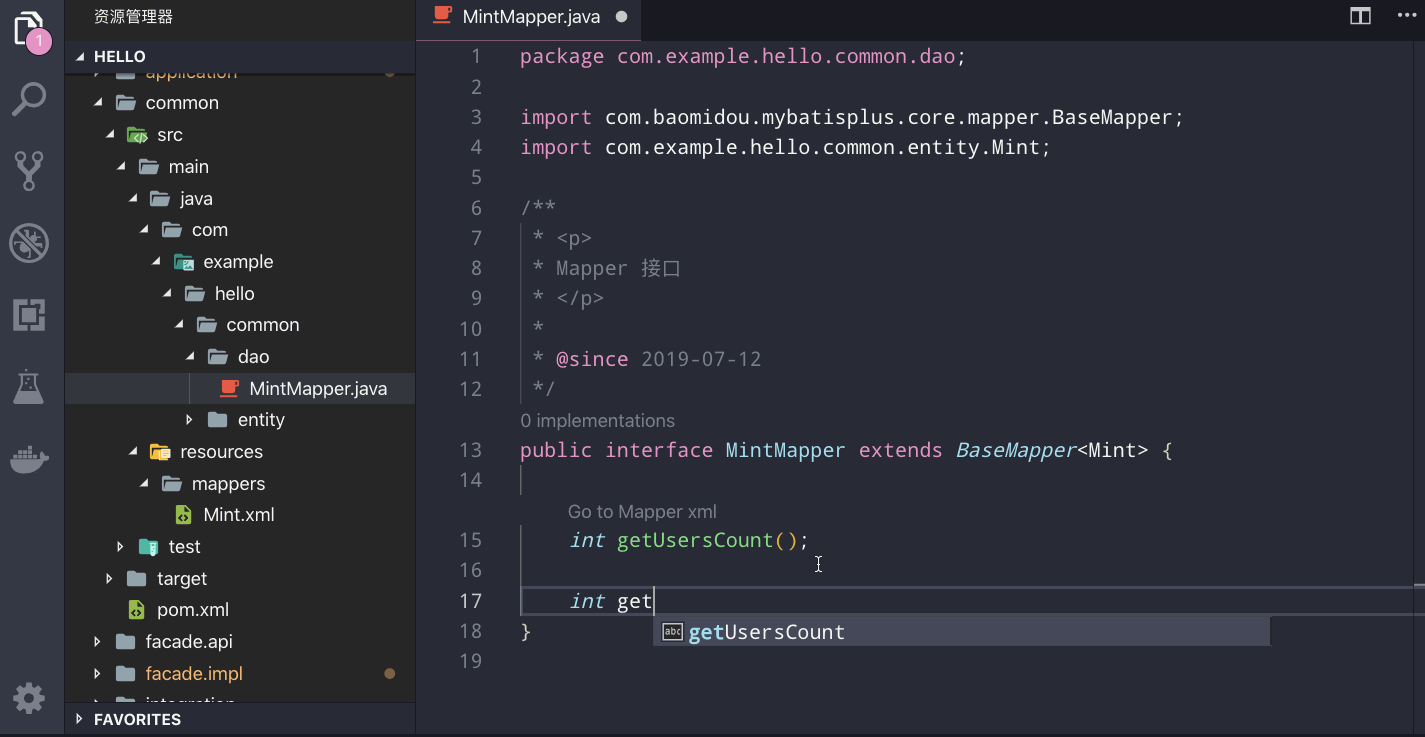 资源管理器
1
HELLO
application
common
src
main
java
com
example
hello
common
dao
MintMapper.java
entity
resources
mappers
Mint.xml
test
target
pom.xml
facade.api
facade.impl
integration
FAVORITES
MintMapper.java
1 package com.example.hello.common.dao;
2
3 import com.baomidou.mybatisplus.core.mapper.BaseMapper;
4 import com.example.hello.common.entity.Mint;
5
6 /**
7 * <p>
8 * Mapper 接口
9 * </p>
10 *
11 * @since 2019-07-12
12 */
0 implementations
13 public interface MintMapper extends BaseMapper<Mint> {
14
Go to Mapper xml
15 int getUsersCount();
16
17 int get
abc getUsersCount
18 }
19